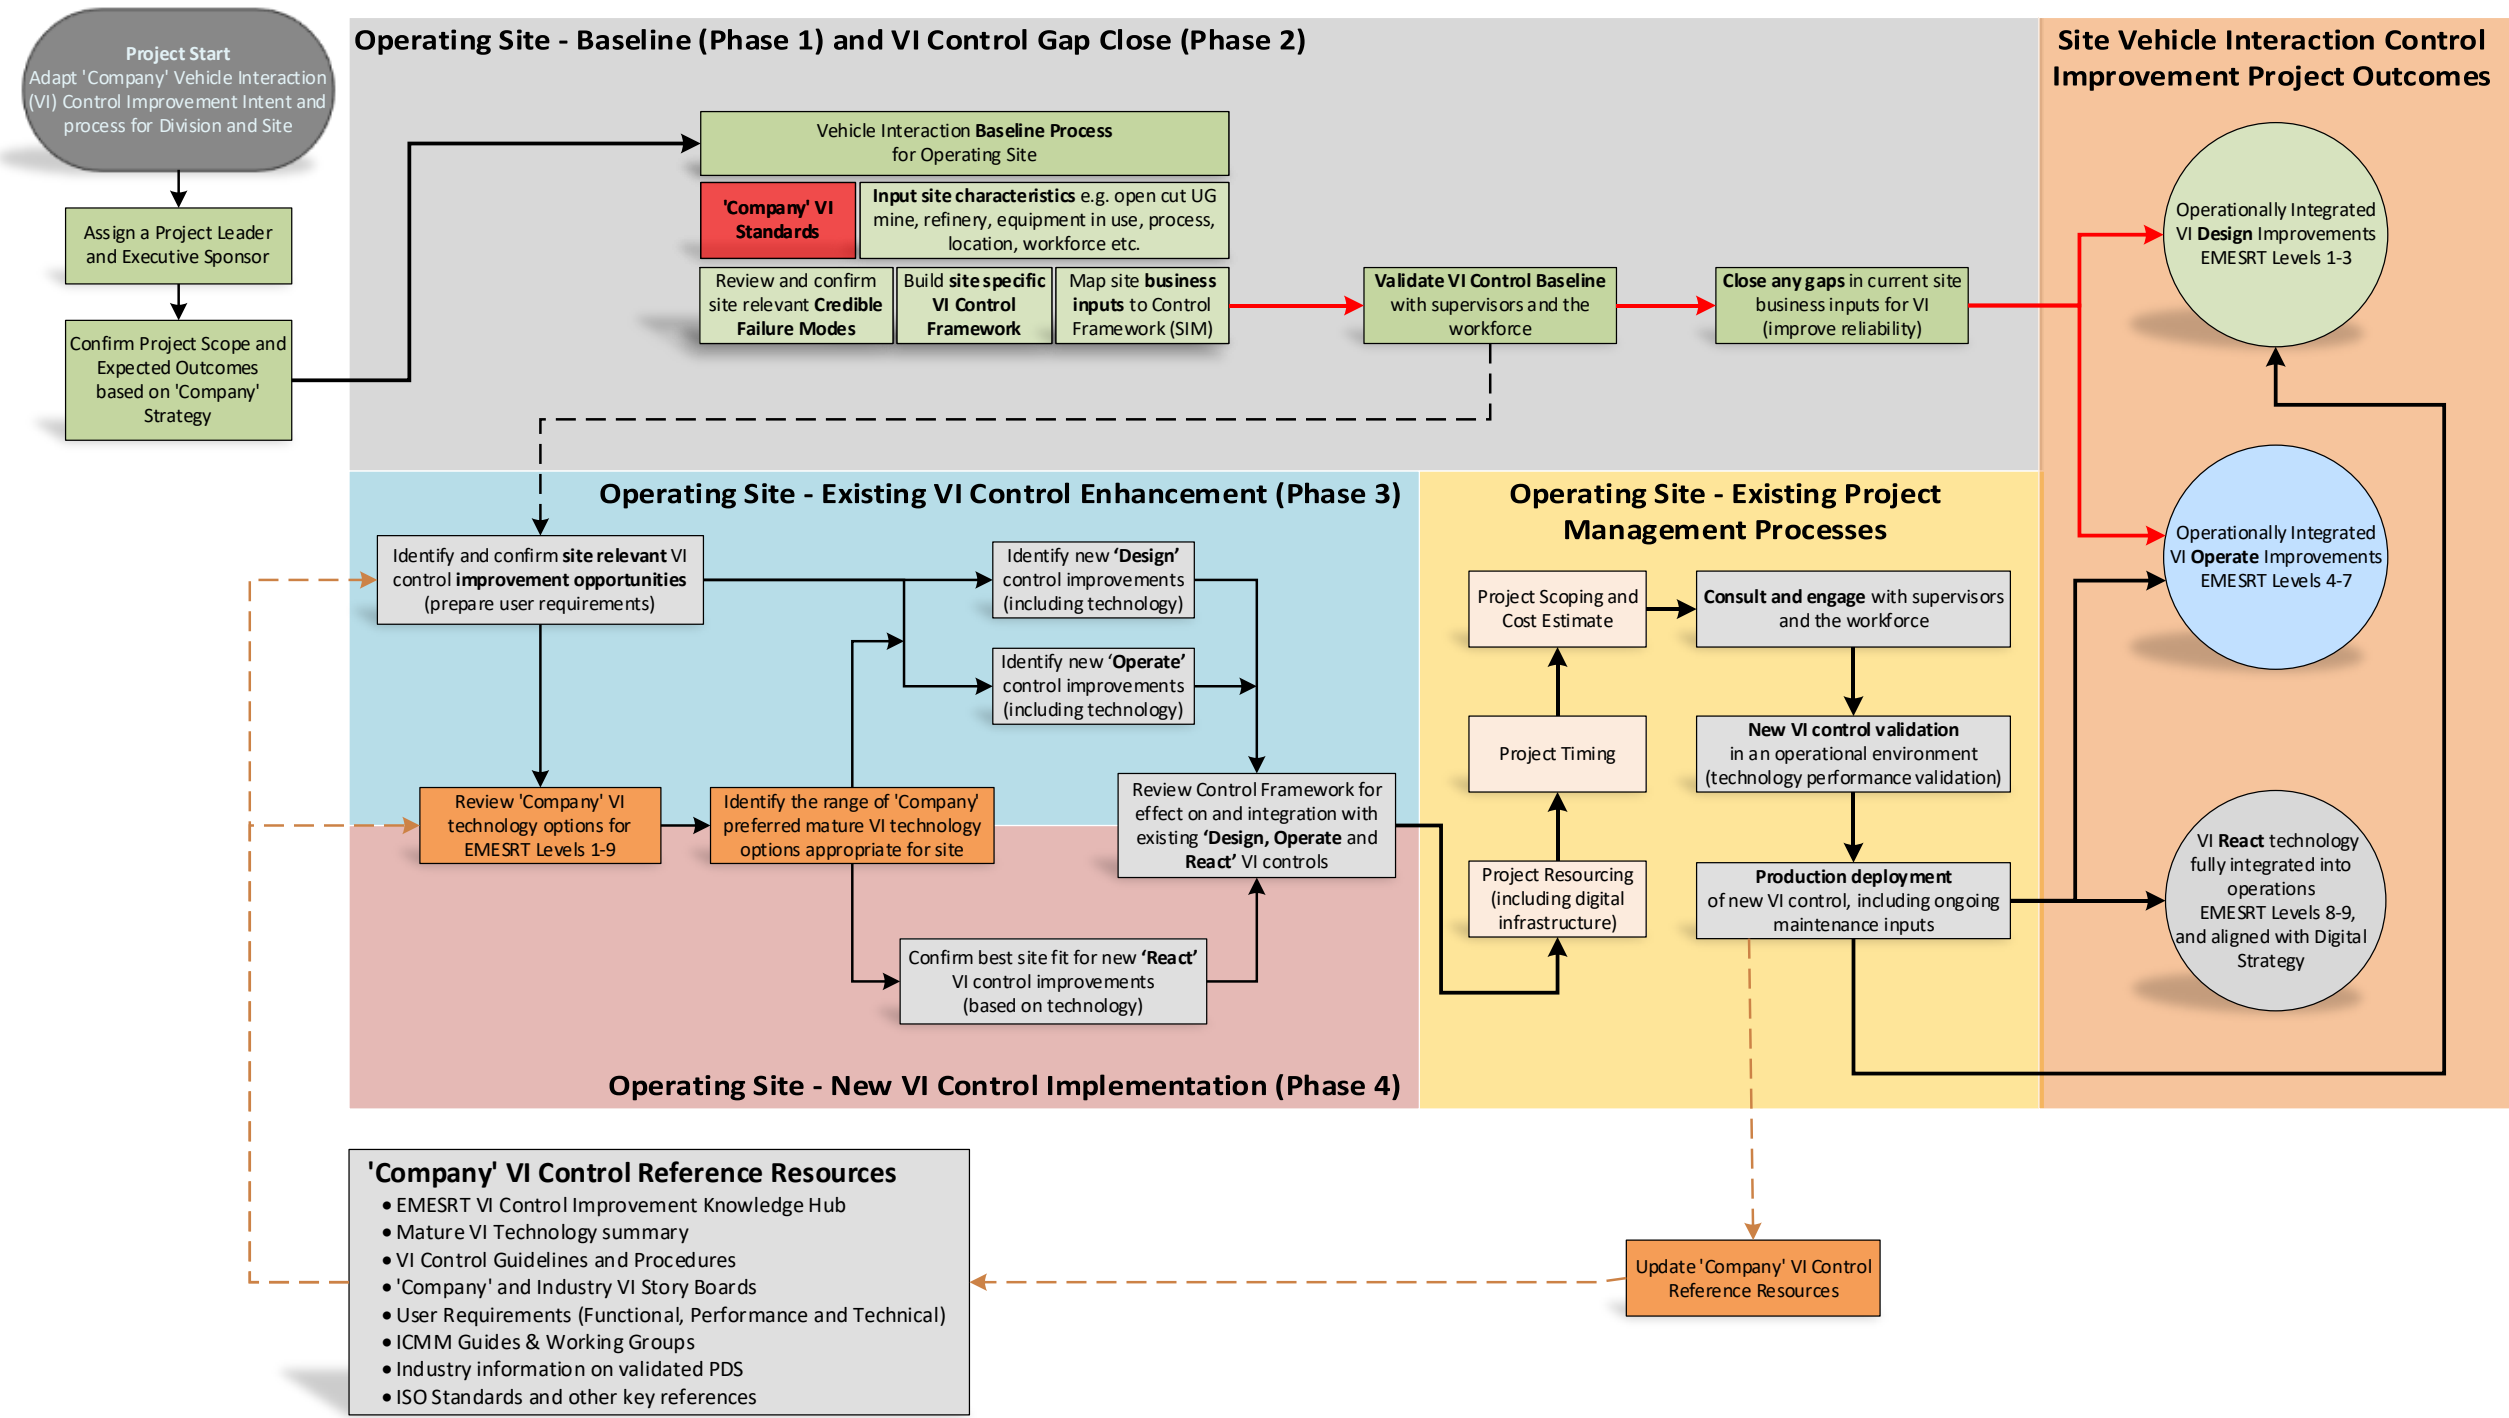 Project Start
Adapt 'Company' Vehicle Interaction
(VI) Control Improvement Intent and
process for Division and Site
Assign a Project Leader
and Executive Sponsor
Confirm Project Scope and
Expected Outcomes
based on 'Company'
Strategy
Operating Site - Baseline (Phase 1) and VI Control Gap Close (Phase 2)
Vehicle Interaction Baseline Process
for Operating Site
'Company' VI
Standards
Input site characteristics e.g. open cut UG
mine, refinery, equipment in use, process,
location, workforce etc.
Review and confirm
site relevant Credible
Failure Modes
Build site specific
VI Control
Framework
Map site business
inputs to Control
Framework (SIM)
Validate VI Control Baseline
with supervisors and the
workforce
Close any gaps in current site
business inputs for VI
(improve reliability)
Site Vehicle Interaction Control
Improvement Project Outcomes
Operationally Integrated
VI Design Improvements
EMESRT Levels 1-3
Operationally Integrated
VI Operate Improvements
EMESRT Levels 4-7
VI React technology
fully integrated into
operations
EMESRT Levels 8-9,
and aligned with Digital
Strategy
Operating Site - Existing VI Control Enhancement (Phase 3)
Identify and confirm site relevant VI
control improvement opportunities
(prepare user requirements)
Identify new ‘Design’
control improvements
(including technology)
Identify new ‘Operate’
control improvements
(including technology)
Review 'Company' VI
technology options for
EMESRT Levels 1-9
Identify the range of 'Company'
preferred mature VI technology
options appropriate for site
Review Control Framework for
effect on and integration with
existing ‘Design, Operate and
React’ VI controls
Confirm best site fit for new ‘React’
VI control improvements
(based on technology)
Operating Site - New VI Control Implementation (Phase 4)
Operating Site - Existing Project
Management Processes
Project Scoping and
Cost Estimate
Project Timing
Project Resourcing
(including digital
infrastructure)
Consult and engage with supervisors
and the workforce
New VI control validation
in an operational environment
(technology performance validation)
Production deployment
of new VI control, including ongoing
maintenance inputs
'Company' VI Control Reference Resources
• EMESRT VI Control Improvement Knowledge Hub
• Mature VI Technology summary
• VI Control Guidelines and Procedures
• 'Company' and Industry VI Story Boards
• User Requirements (Functional, Performance and Technical)
• ICMM Guides & Working Groups
• Industry information on validated PDS
• ISO Standards and other key references
Update 'Company' VI Control
Reference Resources